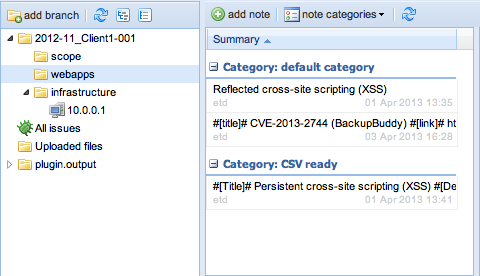 add branch
2012-11_Client1-001
scope
webapps
infrastructure
10.0.0.1
All issues
Uploaded files
plugin.output
add note note categories
Summary
Category: default category
Reflected cross-site scripting (XSS)
etd 01 Apr 2013 13:35
#[title]# CVE-2013-2744 (BackupBuddy) #[link]# ht
etd 03 Apr 2013 16:28
Category: CSV ready
#[Title]# Persistent cross-site scripting (XSS) #[De
etd 01 Apr 2013 13:41